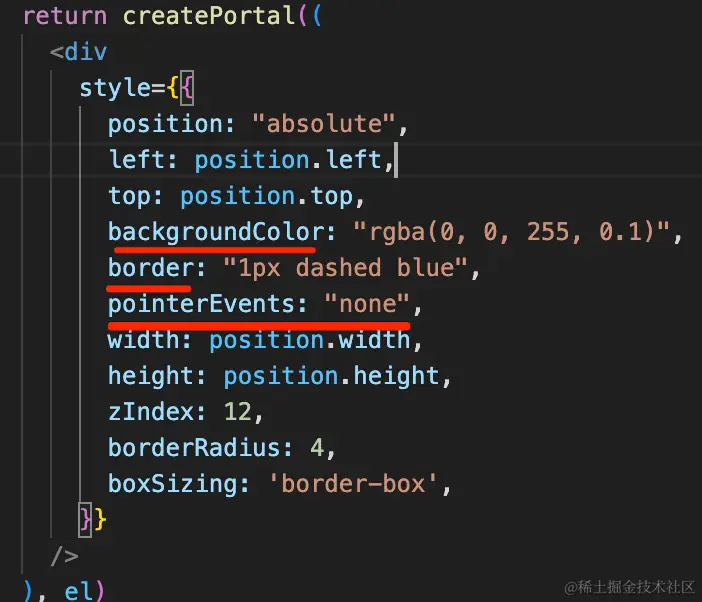 return createPortal((
<div
style={{
position: "absolute",
left: position.left,
top: position.top,
backgroundColor: "rgba(0, 0, 255, 0.1)",
border: "1px dashed blue",
pointerEvents: "none",
width: position.width,
height: position.height,
zIndex: 12,
borderRadius: 4,
boxSizing: 'border-box',
}}
/>
), el)
@稀土掘金技术社区